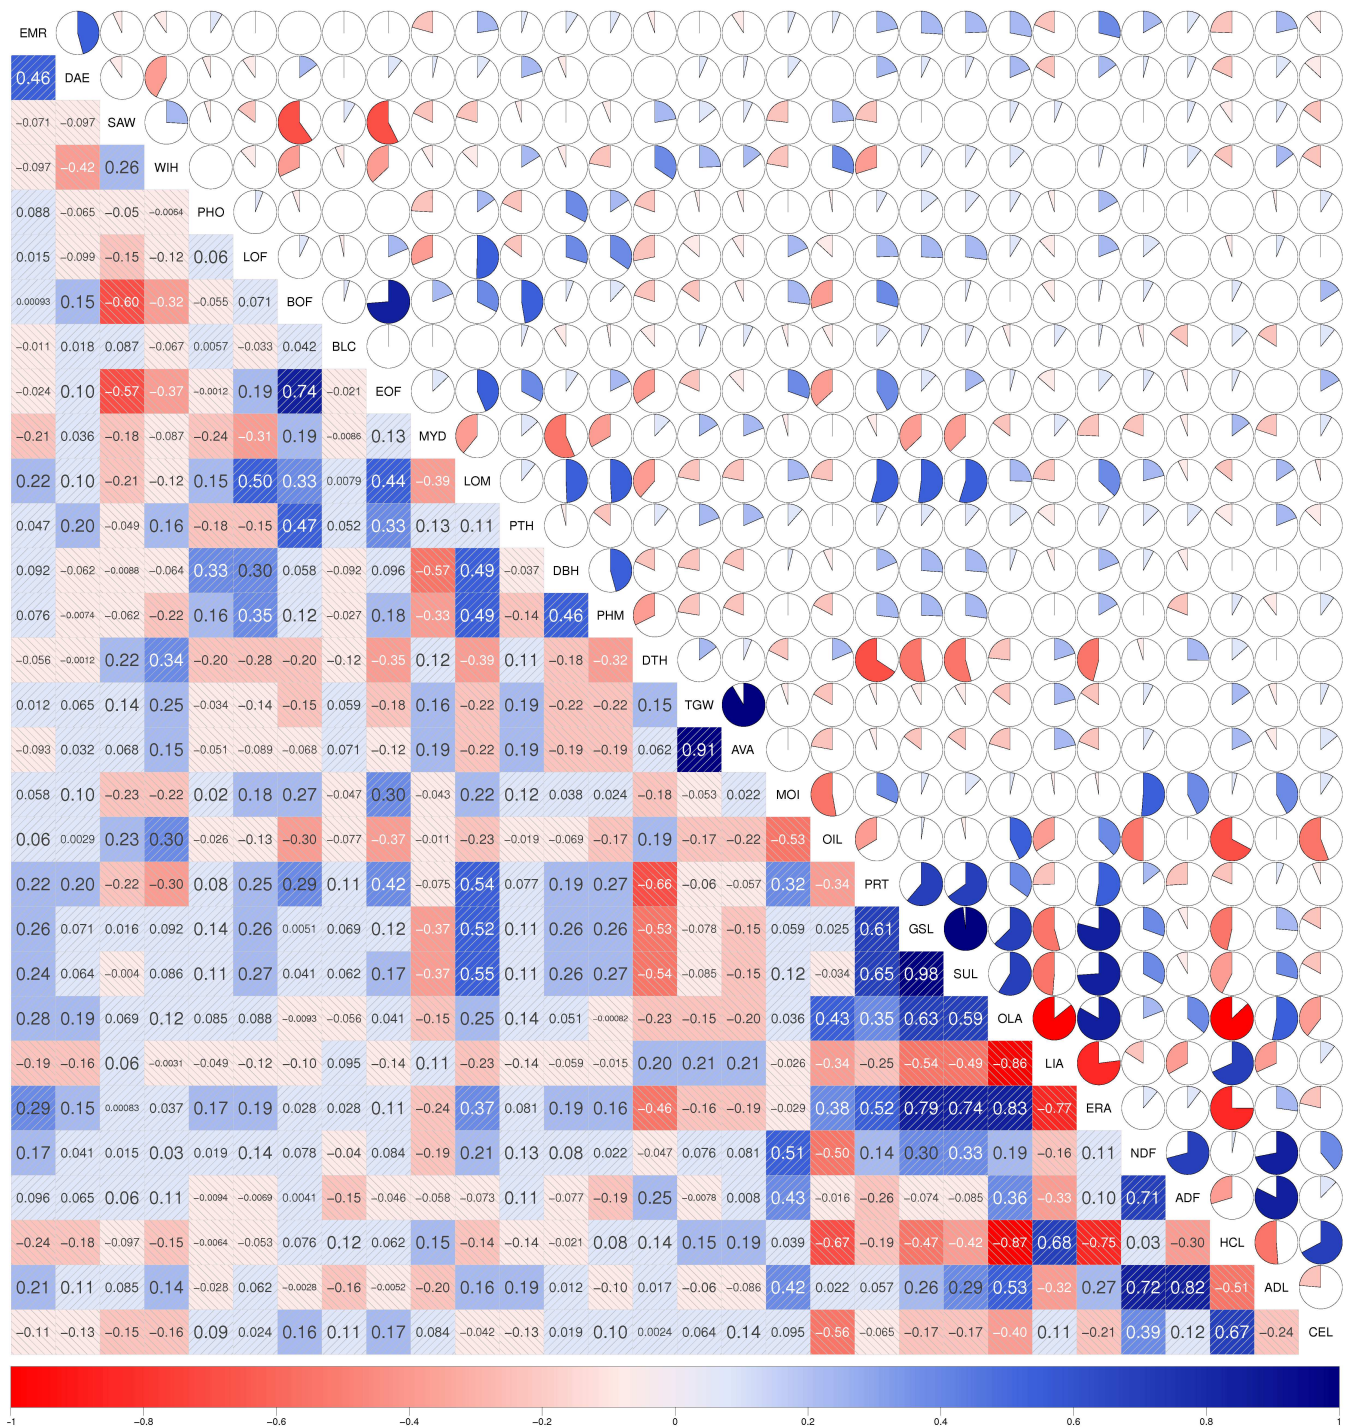 EMR
0.46 DAE
−0.071 −0.097 SAW
−0.097 −0.42 0.26 WIH
0.088 −0.065 −0.05 −0.0064 PHO
0.015 −0.099 −0.15 −0.12 0.06 LOF
0.00093 0.15 −0.60 −0.32 −0.055 0.071 BOF
−0.011 0.018 0.087 −0.067 0.0057 −0.033 0.042 BLC
−0.024 0.10 −0.57 −0.37 −0.0012 0.19 0.74 −0.021 EOF
−0.21 0.036 −0.18 −0.087 −0.24 −0.31 0.19 −0.0086 0.13 MYD
0.22 0.10 −0.21 −0.12 0.15 0.50 0.33 0.0079 0.44 −0.39 LOM
0.047 0.20 −0.049 0.16 −0.18 −0.15 0.47 0.052 0.33 0.13 0.11 PTH
0.092 −0.062 −0.0088 −0.064 0.33 0.30 0.058 −0.092 0.096 −0.57 0.49 −0.037 DBH
0.076 −0.0074 −0.062 −0.22 0.16 0.35 0.12 −0.027 0.18 −0.33 0.49 −0.14 0.46 PHM
−0.056 −0.0012 0.22 0.34 −0.20 −0.28 −0.20 −0.12 −0.35 0.12 −0.39 0.11 −0.18 −0.32 DTH
0.012 0.065 0.14 0.25 −0.034 −0.14 −0.15 0.059 −0.18 0.16 −0.22 0.19 −0.22 −0.22 0.15 TGW
−0.093 0.032 0.068 0.15 −0.051 −0.089 −0.068 0.071 −0.12 0.19 −0.22 0.19 −0.19 −0.19 0.062 0.91 AVA
0.058 0.10 −0.23 −0.22 0.02 0.18 0.27 −0.047 0.30 −0.043 0.22 0.12 0.038 0.024 −0.18 −0.053 0.022 MOI
0.06 0.0029 0.23 0.30 −0.026 −0.13 −0.30 −0.077 −0.37 −0.011 −0.23 −0.019 −0.069 −0.17 0.19 −0.17 −0.22 −0.53 OIL
0.22 0.20 −0.22 −0.30 0.08 0.25 0.29 0.11 0.42 −0.075 0.54 0.077 0.19 0.27 −0.66 −0.06 −0.057 0.32 −0.34 PRT
0.26 0.071 0.016 0.092 0.14 0.26 0.0051 0.069 0.12 −0.37 0.52 0.11 0.26 0.26 −0.53 −0.078 −0.15 0.059 0.025 0.61 GSL
0.24 0.064 −0.004 0.086 0.11 0.27 0.041 0.062 0.17 −0.37 0.55 0.11 0.26 0.27 −0.54 −0.085 −0.15 0.12 −0.034 0.65 0.98 SUL
0.28 0.19 0.069 0.12 0.085 0.088 −0.0093 −0.056 0.041 −0.15 0.25 0.14 0.051 −0.00082 −0.23 −0.15 −0.20 0.036 0.43 0.35 0.63 0.59 OLA
−0.19 −0.16 0.06 −0.0031 −0.049 −0.12 −0.10 0.095 −0.14 0.11 −0.23 −0.14 −0.059 −0.015 0.20 0.21 0.21 −0.026 −0.34 −0.25 −0.54 −0.49 −0.86 LIA
0.29 0.15 0.00083 0.037 0.17 0.19 0.028 0.028 0.11 −0.24 0.37 0.081 0.19 0.16 −0.46 −0.16 −0.19 −0.029 0.38 0.52 0.79 0.74 0.83 −0.77 ERA
0.17 0.041 0.015 0.03 0.019 0.14 0.078 −0.04 0.084 −0.19 0.21 0.13 0.08 0.022 −0.047 0.076 0.081 0.51 −0.50 0.14 0.30 0.33 0.19 −0.16 0.11 NDF
0.096 0.065 0.06 0.11 −0.0094 −0.0069 0.0041 −0.15 −0.046 −0.058 −0.073 0.11 −0.077 −0.19 0.25 −0.0078 0.008 0.43 −0.016 −0.26 −0.074 −0.085 0.36 −0.33 0.10 0.71 ADF
−0.24 −0.18 −0.097 −0.15 −0.0064 −0.053 0.076 0.12 0.062 0.15 −0.14 −0.14 −0.021 0.08 0.14 0.15 0.19 0.039 −0.67 −0.19 −0.47 −0.42 −0.87 0.68 −0.75 0.03 −0.30 HCL
0.21 0.11 0.085 0.14 −0.028 0.062 −0.0028 −0.16 −0.0052 −0.20 0.16 0.19 0.012 −0.10 0.017 −0.06 −0.086 0.42 0.022 0.057 0.26 0.29 0.53 −0.32 0.27 0.72 0.82 −0.51 ADL
−0.11 −0.13 −0.15 −0.16 0.09 0.024 0.16 0.11 0.17 0.084 −0.042 −0.13 0.019 0.10 0.0024 0.064 0.14 0.095 −0.56 −0.065 −0.17 −0.17 −0.40 0.11 −0.21 0.39 0.12 0.67 −0.24 CEL
−1 −0.8 −0.6 −0.4 −0.2 0 0.2 0.4 0.6 0.8 1